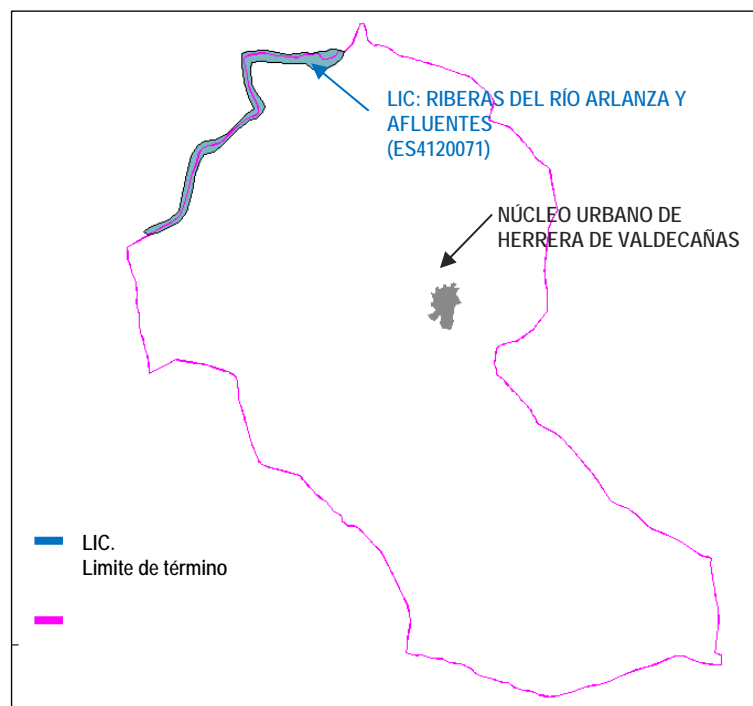 LIC: RIBERAS DEL RÍO ARLANZA Y
AFLUENTES
(ES4120071)
NÚCLEO URBANO DE
HERRERA DE VALDECAÑAS
LIC.
Limite de término